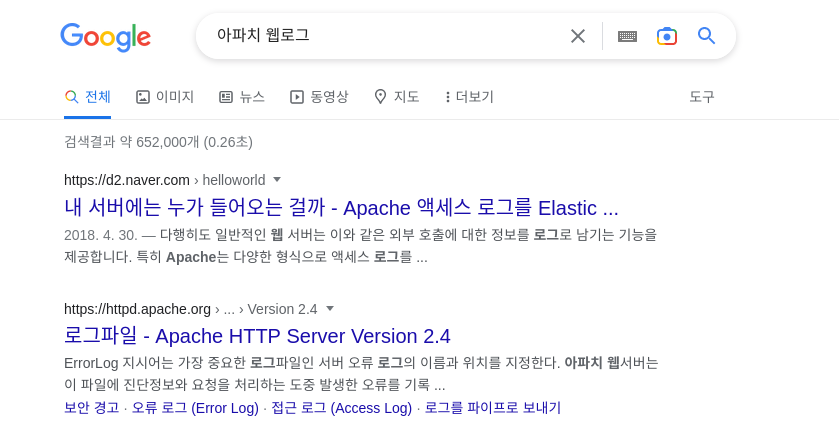 Google 아파치 웹로그
전체 이미지 뉴스 동영상 지도 더보기 도구
검색결과 약 652,000개 (0.26초)
https://d2.naver.com › helloworld
내 서버에는 누가 들어오는 걸까 - Apache 액세스 로그를 Elastic ...
2018. 4. 30. — 다행히도 일반적인 웹 서버는 이와 같은 외부 호출에 대한 정보를 로그로 남기는 기능을
제공합니다. 특히 Apache는 다양한 형식으로 액세스 로그를 ...
https://httpd.apache.org › ... › Version 2.4
로그파일 - Apache HTTP Server Version 2.4
ErrorLog 지시어는 가장 중요한 로그파일인 서버 오류 로그의 이름과 위치를 지정한다. 아파치 웹서버는
이 파일에 진단정보와 요청을 처리하는 도중 발생한 오류를 기록 ...
보안 경고 · 오류 로그 (Error Log) · 접근 로그 (Access Log) · 로그를 파이프로 보내기